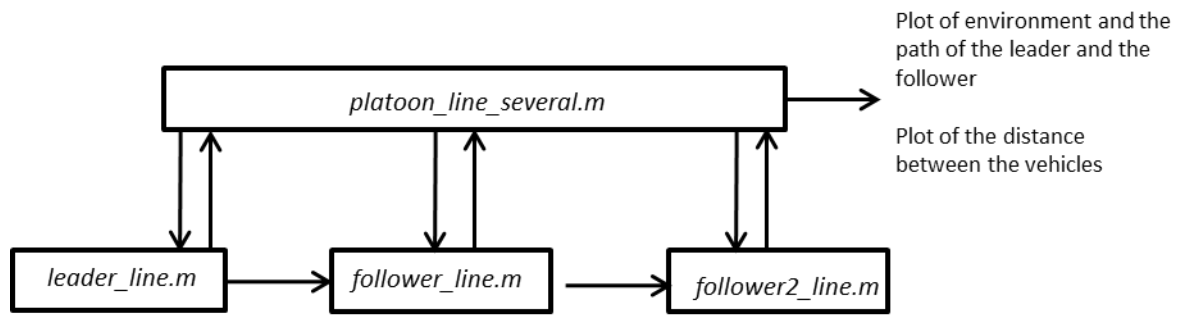 Plot of environment and the
path of the leader and the
follower
platoon_line_several.m
Plot of the distance
between the vehicles
leader_line.m
follower_line.m
follower2_line.m